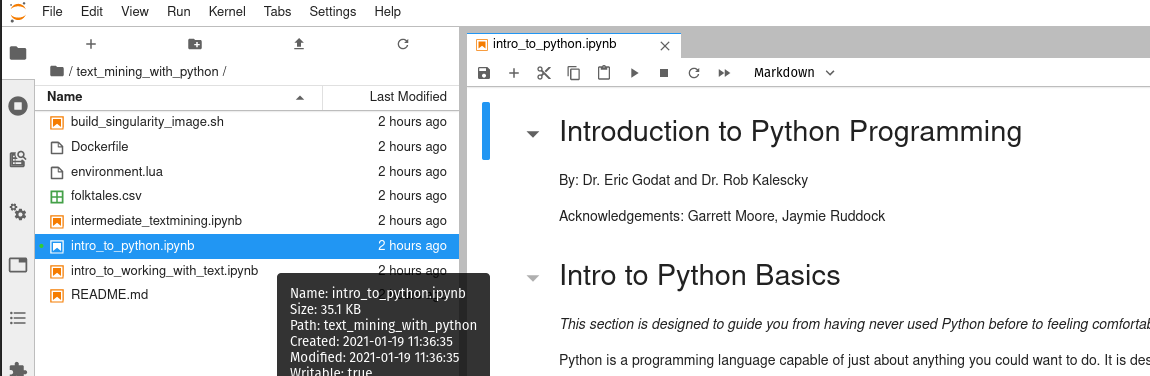 File Edit View Run Kernel Tabs Settings Help
intro_to_python.ipynb
/ text_mining_with_python /
Markdown
Name Last Modified
build_singularity_image.sh 2 hours ago
Dockerfile 2 hours ago
environment.lua 2 hours ago
folktales.csv 2 hours ago
intermediate_textmining.ipynb 2 hours ago
intro_to_python.ipynb 2 hours ago
intro_to_working_with_text.ipynb 2 hours ago
README.md
Name: intro_to_python.ipynb
Size: 35.1 KB
Path: text_mining_with_python
Created: 2021-01-19 11:36:35
Modified: 2021-01-19 11:36:35
Writable: true
Introduction to Python Programming
By: Dr. Eric Godat and Dr. Rob Kalescky
Acknowledgements: Garrett Moore, Jaymie Ruddock
Intro to Python Basics
This section is designed to guide you from having never used Python before to feeling comfortab
Python is a programming language capable of just about anything you could want to do. It is des